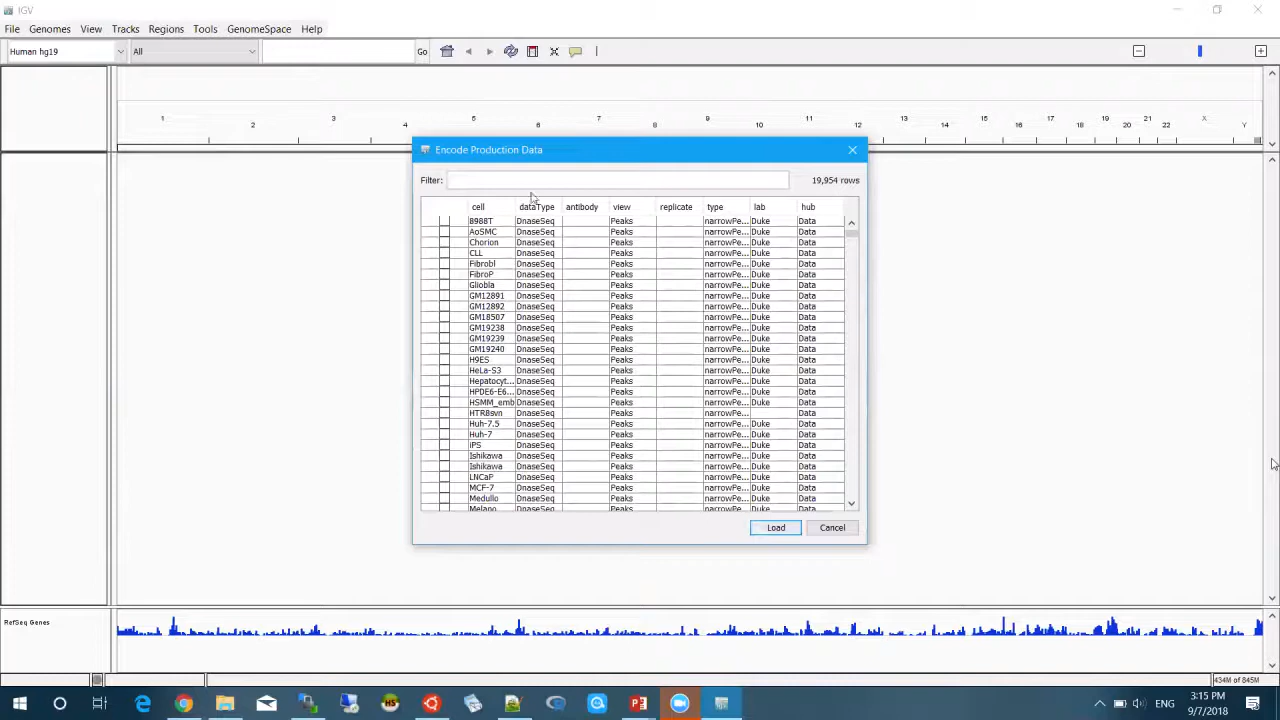 IGV
File Genomes View Tracks Regions Tools GenomeSpace Help
Human hg19 All Go
1 2 3 4 5 6 7 8 9 10 11 12 13 14 15 16 17 18 19 20 21 22 X Y
Encode Production Data
Filter: 19,954 rows
cell dataType antibody view replicate type lab hub
8988T DnaseSeq Peaks narrowPe... Duke Data
AoSMC DnaseSeq Peaks narrowPe... Duke Data
Chorion DnaseSeq Peaks narrowPe... Duke Data
CLL DnaseSeq Peaks narrowPe... Duke Data
Fibrobl DnaseSeq Peaks narrowPe... Duke Data
FibroP DnaseSeq Peaks narrowPe... Duke Data
Gliobla DnaseSeq Peaks narrowPe... Duke Data
GM12891 DnaseSeq Peaks narrowPe... Duke Data
GM12892 DnaseSeq Peaks narrowPe... Duke Data
GM18507 DnaseSeq Peaks narrowPe... Duke Data
GM19238 DnaseSeq Peaks narrowPe... Duke Data
GM19239 DnaseSeq Peaks narrowPe... Duke Data
GM19240 DnaseSeq Peaks narrowPe... Duke Data
H9ES DnaseSeq Peaks narrowPe... Duke Data
HeLa-S3 DnaseSeq Peaks narrowPe... Duke Data
Hepatocyt... DnaseSeq Peaks narrowPe... Duke Data
HPDE6-E6... DnaseSeq Peaks narrowPe... Duke Data
HSMM_emb DnaseSeq Peaks narrowPe... Duke Data
HTR8svn DnaseSeq Peaks narrowPe... Data
Huh-7.5 DnaseSeq Peaks narrowPe... Duke Data
Huh-7 DnaseSeq Peaks narrowPe... Duke Data
iPS DnaseSeq Peaks narrowPe... Duke Data
Ishikawa DnaseSeq Peaks narrowPe... Duke Data
Ishikawa DnaseSeq Peaks narrowPe... Duke Data
LNCaP DnaseSeq Peaks narrowPe... Duke Data
MCF-7 DnaseSeq Peaks narrowPe... Duke Data
Medullo DnaseSeq Peaks narrowPe... Duke Data
Melano DnaseSeq Peaks narrowPe... Duke Data
Load Cancel
RefSeq Genes
434M of 845M
ENG
3:15 PM
9/7/2018